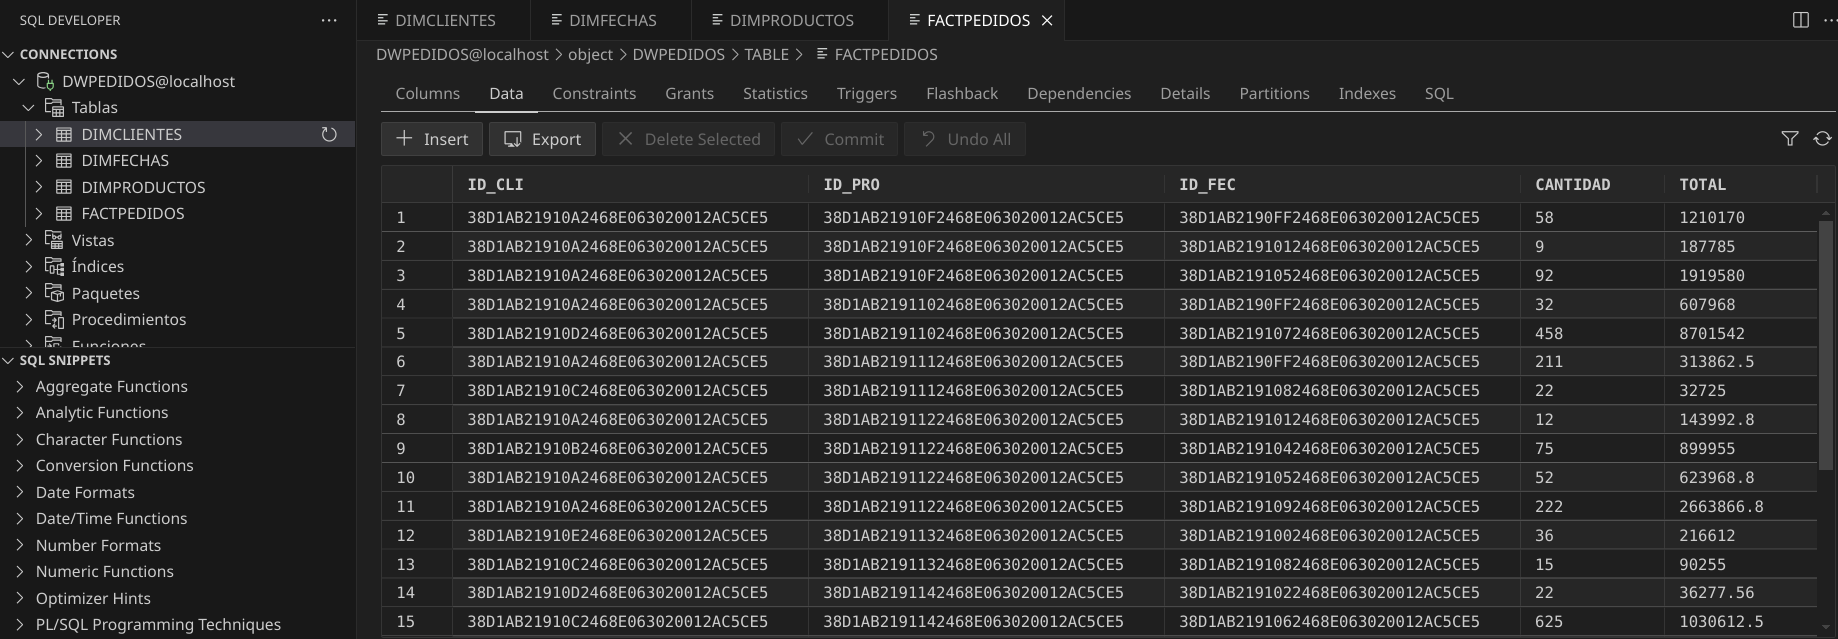 SQL DEVELOPER
CONNECTIONS
DWPEDIDOS@localhost
Tablas
DIMCLIENTES
DIMFECHAS
DIMPRODUCTOS
FACTPEDIDOS
Vistas
Índices
Paquetes
Procedimientos
Funciones
SQL SNIPPETS
Aggregate Functions
Analytic Functions
Character Functions
Conversion Functions
Date Formats
Date/Time Functions
Number Formats
Numeric Functions
Optimizer Hints
PL/SQL Programming Techniques
DIMCLIENTES DIMFECHAS DIMPRODUCTOS FACTPEDIDOS
DWPEDIDOS@localhost > object > DWPEDIDOS > TABLE > FACTPEDIDOS
Columns Data Constraints Grants Statistics Triggers Flashback Dependencies Details Partitions Indexes SQL
Insert Export Delete Selected Commit Undo All
ID_CLI ID_PRO ID_FEC CANTIDAD TOTAL
1 38D1AB21910A2468E063020012AC5CE5 38D1AB21910F2468E063020012AC5CE5 38D1AB2190FF2468E063020012AC5CE5 58 1210170
2 38D1AB21910A2468E063020012AC5CE5 38D1AB21910F2468E063020012AC5CE5 38D1AB2191012468E063020012AC5CE5 9 187785
3 38D1AB21910A2468E063020012AC5CE5 38D1AB21910F2468E063020012AC5CE5 38D1AB2191052468E063020012AC5CE5 92 1919580
4 38D1AB21910A2468E063020012AC5CE5 38D1AB2191102468E063020012AC5CE5 38D1AB2190FF2468E063020012AC5CE5 32 607968
5 38D1AB21910D2468E063020012AC5CE5 38D1AB2191102468E063020012AC5CE5 38D1AB2191072468E063020012AC5CE5 458 8701542
6 38D1AB21910A2468E063020012AC5CE5 38D1AB2191112468E063020012AC5CE5 38D1AB2190FF2468E063020012AC5CE5 211 313862.5
7 38D1AB21910C2468E063020012AC5CE5 38D1AB2191112468E063020012AC5CE5 38D1AB2191082468E063020012AC5CE5 22 32725
8 38D1AB21910A2468E063020012AC5CE5 38D1AB2191122468E063020012AC5CE5 38D1AB2191012468E063020012AC5CE5 12 143992.8
9 38D1AB21910B2468E063020012AC5CE5 38D1AB2191122468E063020012AC5CE5 38D1AB2191042468E063020012AC5CE5 75 899955
10 38D1AB21910A2468E063020012AC5CE5 38D1AB2191122468E063020012AC5CE5 38D1AB2191052468E063020012AC5CE5 52 623968.8
11 38D1AB21910A2468E063020012AC5CE5 38D1AB2191122468E063020012AC5CE5 38D1AB2191092468E063020012AC5CE5 222 2663866.8
12 38D1AB21910E2468E063020012AC5CE5 38D1AB2191132468E063020012AC5CE5 38D1AB2191002468E063020012AC5CE5 36 216612
13 38D1AB21910C2468E063020012AC5CE5 38D1AB2191132468E063020012AC5CE5 38D1AB2191082468E063020012AC5CE5 15 90255
14 38D1AB21910D2468E063020012AC5CE5 38D1AB2191142468E063020012AC5CE5 38D1AB2191022468E063020012AC5CE5 22 36277.56
15 38D1AB21910C2468E063020012AC5CE5 38D1AB2191142468E063020012AC5CE5 38D1AB2191062468E063020012AC5CE5 625 1030612.5